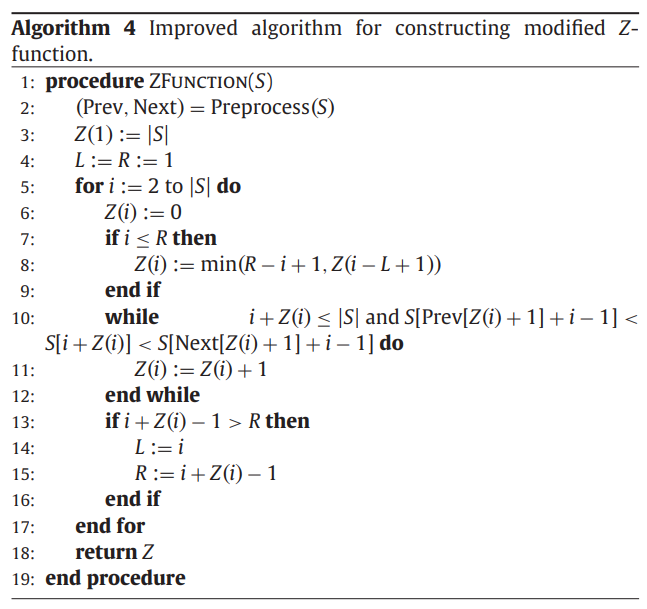 Algorithm 4 Improved algorithm for constructing modified Z-
function.
1: procedure ZFUNCTION(S)
2: (Prev, Next) = Preprocess(S)
3: Z(1) := |S|
4: L := R := 1
5: for i := 2 to |S| do
6: Z(i) := 0
7: if i ≤ R then
8: Z(i) := min(R − i + 1, Z(i − L + 1))
9: end if
10: while i + Z(i) ≤ |S| and S[Prev[Z(i) + 1] + i − 1] <
S[i + Z(i)] < S[Next[Z(i) + 1] + i − 1] do
11: Z(i) := Z(i) + 1
12: end while
13: if i + Z(i) − 1 > R then
14: L := i
15: R := i + Z(i) − 1
16: end if
17: end for
18: return Z
19: end procedure